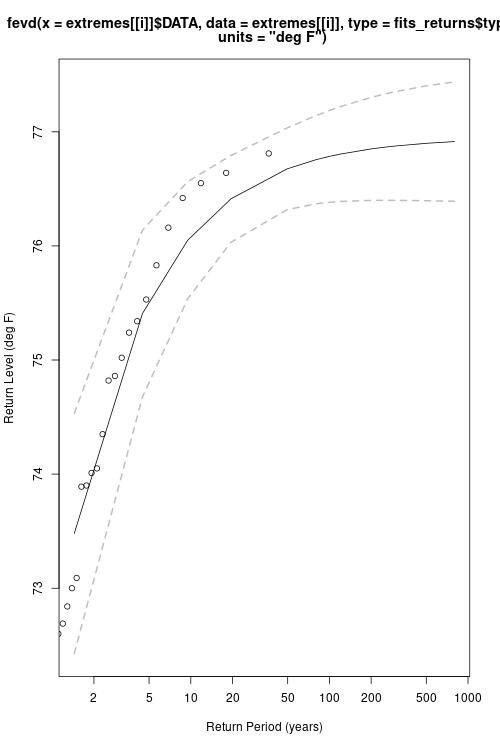 fevd(x = extremes[[i]]$DATA, data = extremes[[i]], type = fits_returns$typ
units = "deg F")
77
76
75
74
73
Return Level (deg F)
2 5 10 20 50 100 200 500 1000
Return Period (years)